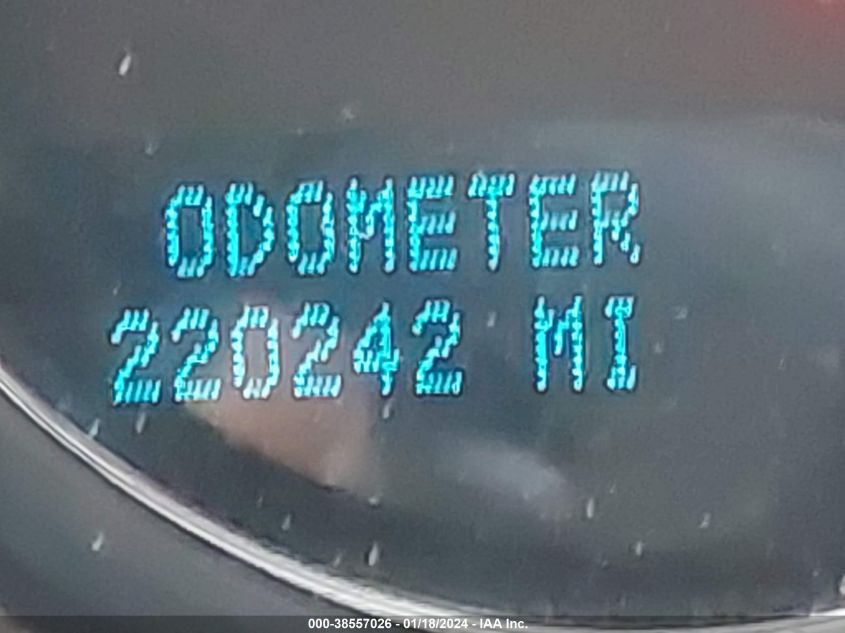 ODOMETER
220242 MI
000-38557026 - 01/18/2024 - IAA Inc.